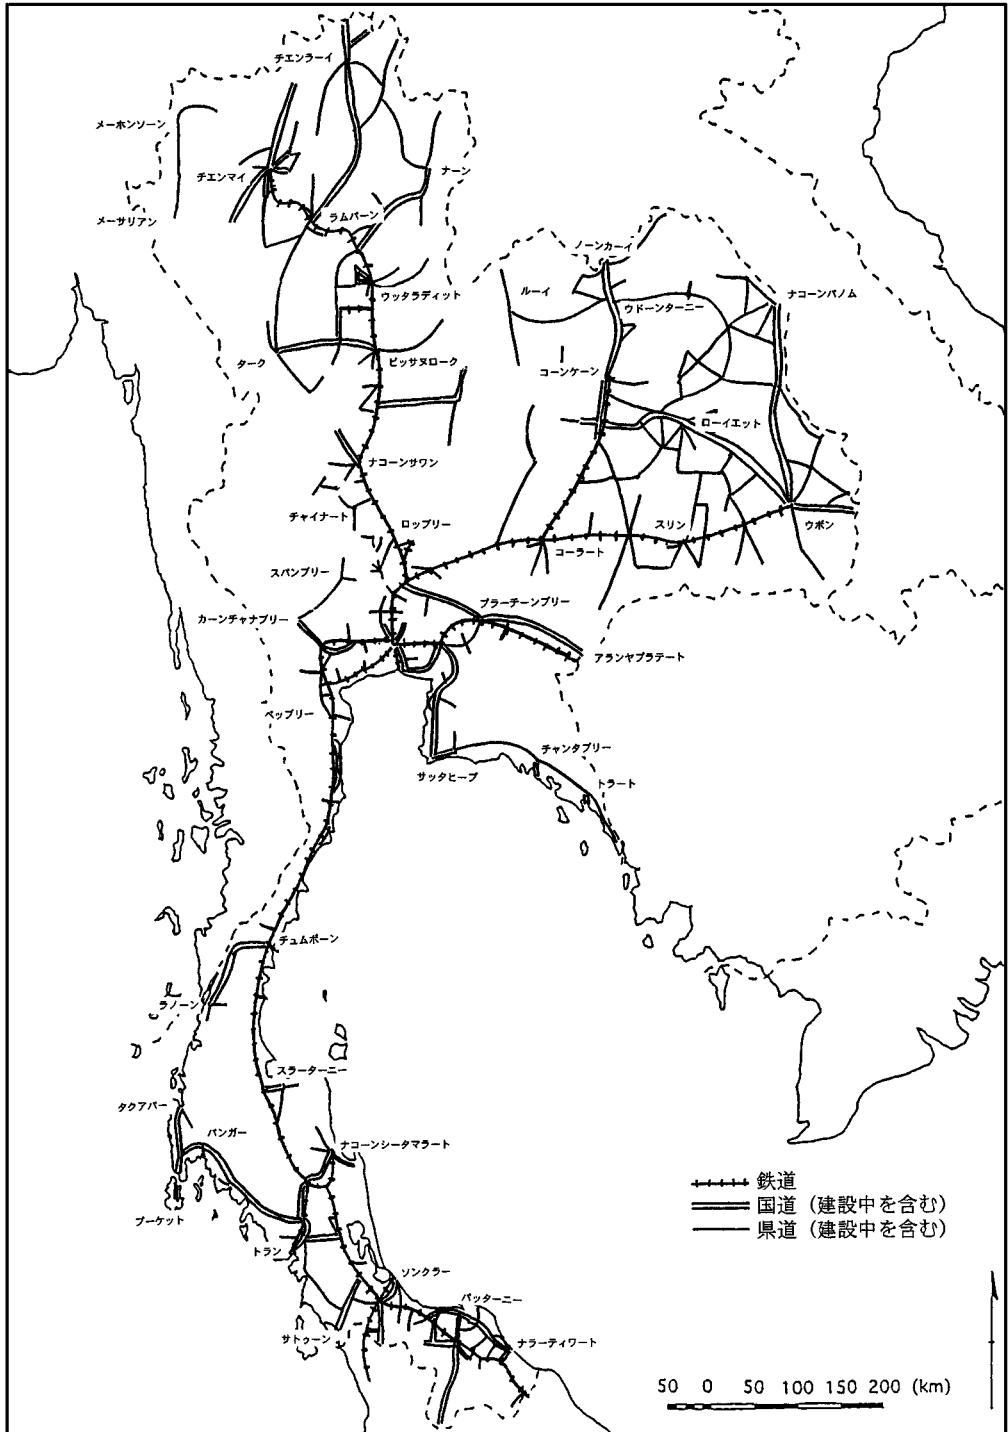 チエンラーイ
メーホンソーン
チエンマイ
ナーン
メーサリアン
ラムパーン
ノーンカーイ
ルーイ
ナコーンパノム
ウッタラディット
ウドーンターニー
ターク
ピッサヌローク
コーンケーン
ローイエット
ナコーンサワン
チャイナート
ロップリー
スリン
ウボン
コーラート
スパンブリー
カーンチャナブリー
プラーチーンブリー
アランヤプラテート
ペップリー
チャンタブリー
サッタヒープ
トラート
チュムポーン
ラノーン
スラーターニー
タクアパー
パンガー
ナコーンシータマラート
プーケット
トラン
ソンクラー
パッターニー
サトゥーン
ナラーティワート
鉄道
国道（建設中を含む）
県道（建設中を含む）
50 0 50 100 150 200 (km)